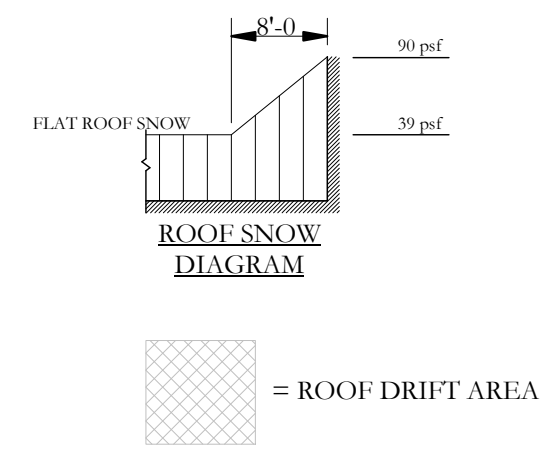 8'-0
90 psf
FLAT ROOF SNOW
39 psf
ROOF SNOW
DIAGRAM
= ROOF DRIFT AREA